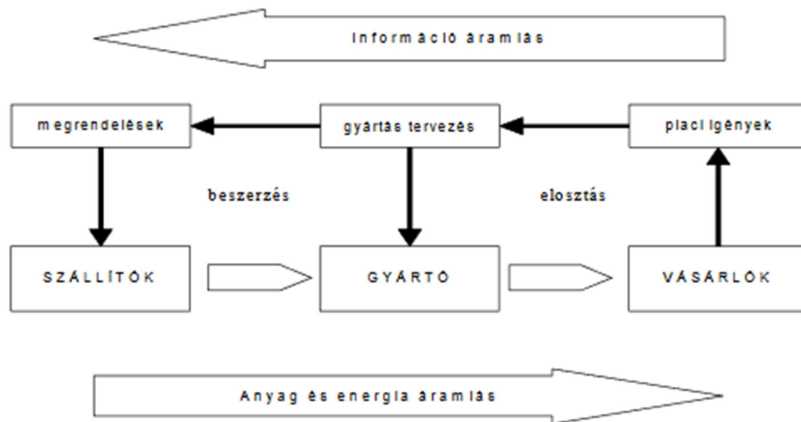 Információ áramlás
megrendelések
gyártás tervezés
piaci igények
beszerzés
elosztás
SZÁLLÍTÓK
GYÁRTÓ
VÁSÁRLÓK
Anyag és energia áramlás